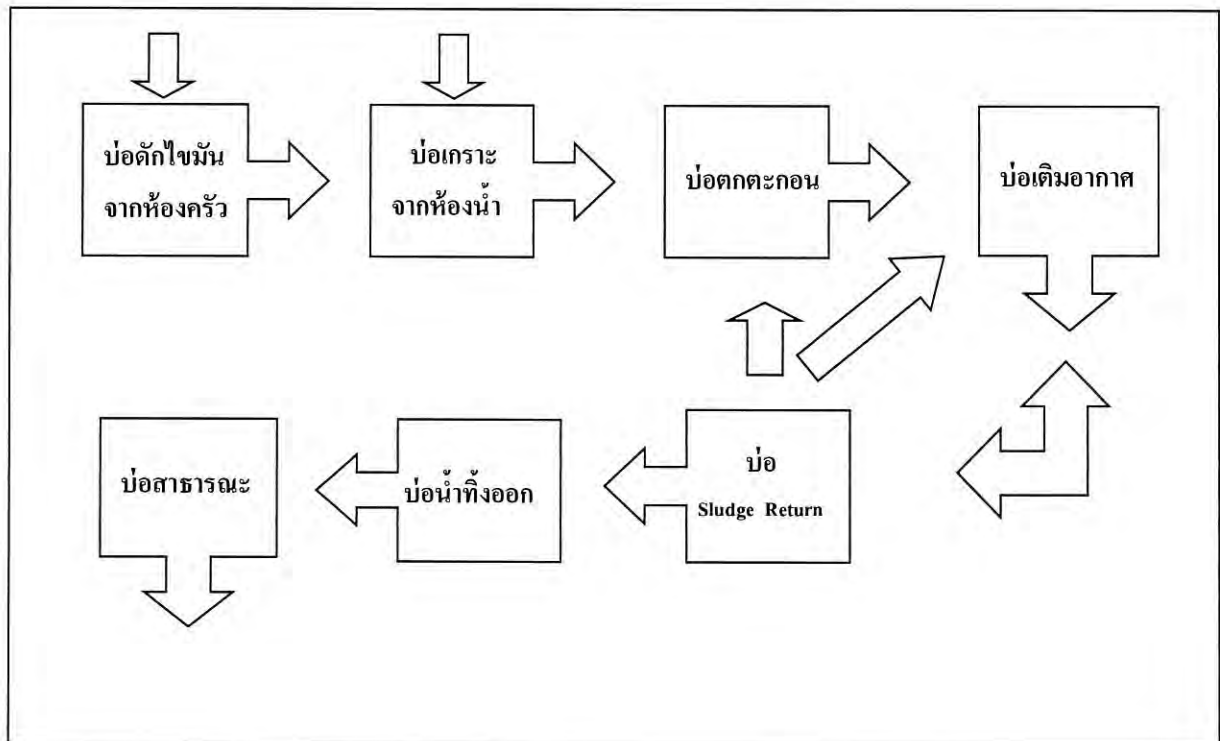 บ่อดักไขมัน
จากห้องครัว
บ่อเกราะ
จากห้องน้ำ
บ่อตกตะกอน
บ่อเติมอากาศ
บ่อสาธารณะ
บ่อน้ำทิ้งออก
บ่อ
Sludge Return